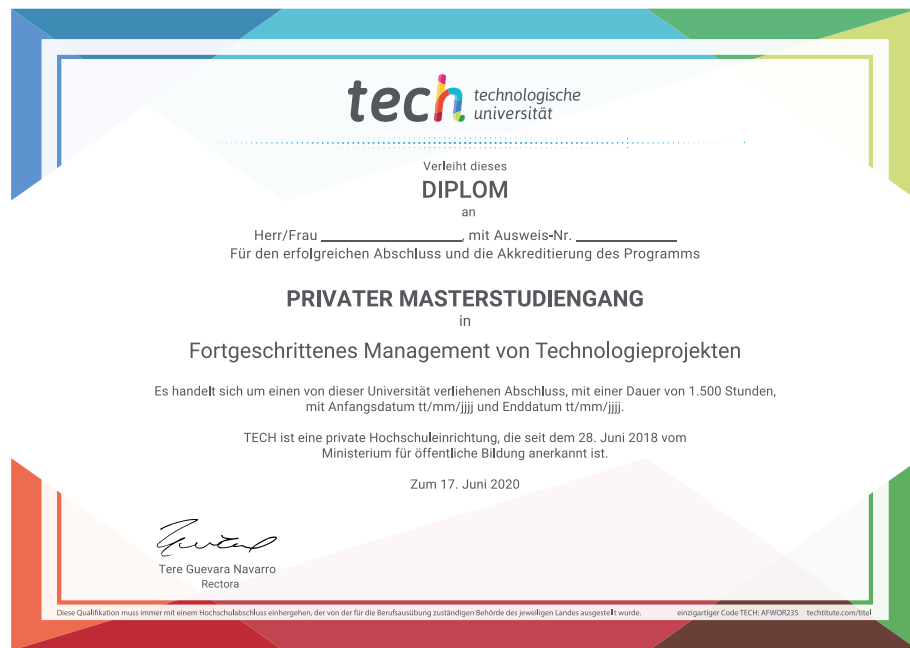 tech technologische
universität
Verleiht dieses
DIPLOM
an
Herr/Frau ____________, mit Ausweis-Nr. ____________
Für den erfolgreichen Abschluss und die Akkreditierung des Programms
PRIVATER MASTERSTUDIENGANG
in
Fortgeschrittenes Management von Technologieprojekten
Es handelt sich um einen von dieser Universität verliehenen Abschluss, mit einer Dauer von 1.500 Stunden,
mit Anfangsdatum tt/mm/jjjj und Enddatum tt/mm/jjjj.
TECH ist eine private Hochschuleinrichtung, die seit dem 28. Juni 2018 vom
Ministerium für öffentliche Bildung anerkannt ist.
Zum 17. Juni 2020
Tere Guevara Navarro
Rectora
Diese Qualifikation muss immer mit einem Hochschulabschluss einhergehen, der von der für die Berufsausübung zuständigen Behörde des jeweiligen Landes ausgestellt wurde. einzigartiger Code TECH: AFWOR23S techtitute.com/titel